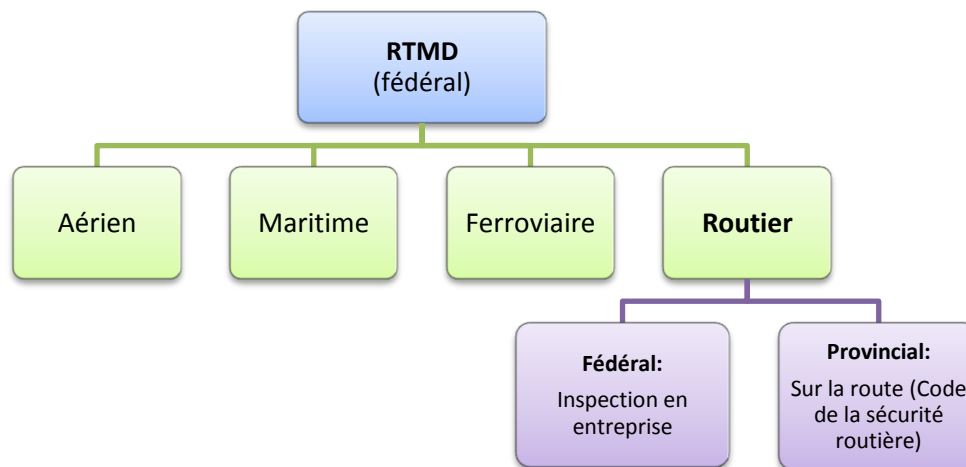 RTMD
(fédéral)
Aérien
Maritime
Ferroviaire
Routier
Fédéral:
Inspection en
entreprise
Provincial:
Sur la route (Code
de la sécurité
routière)